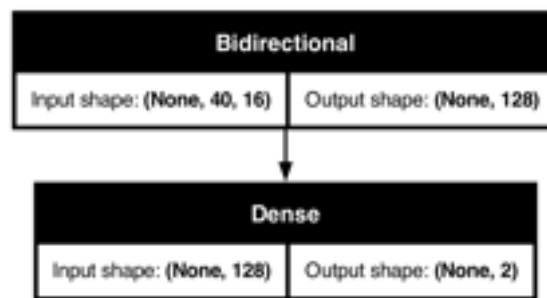 Bidirectional
Input shape: (None, 40, 16) Output shape: (None, 128)
Dense
Input shape: (None, 128) Output shape: (None, 2)